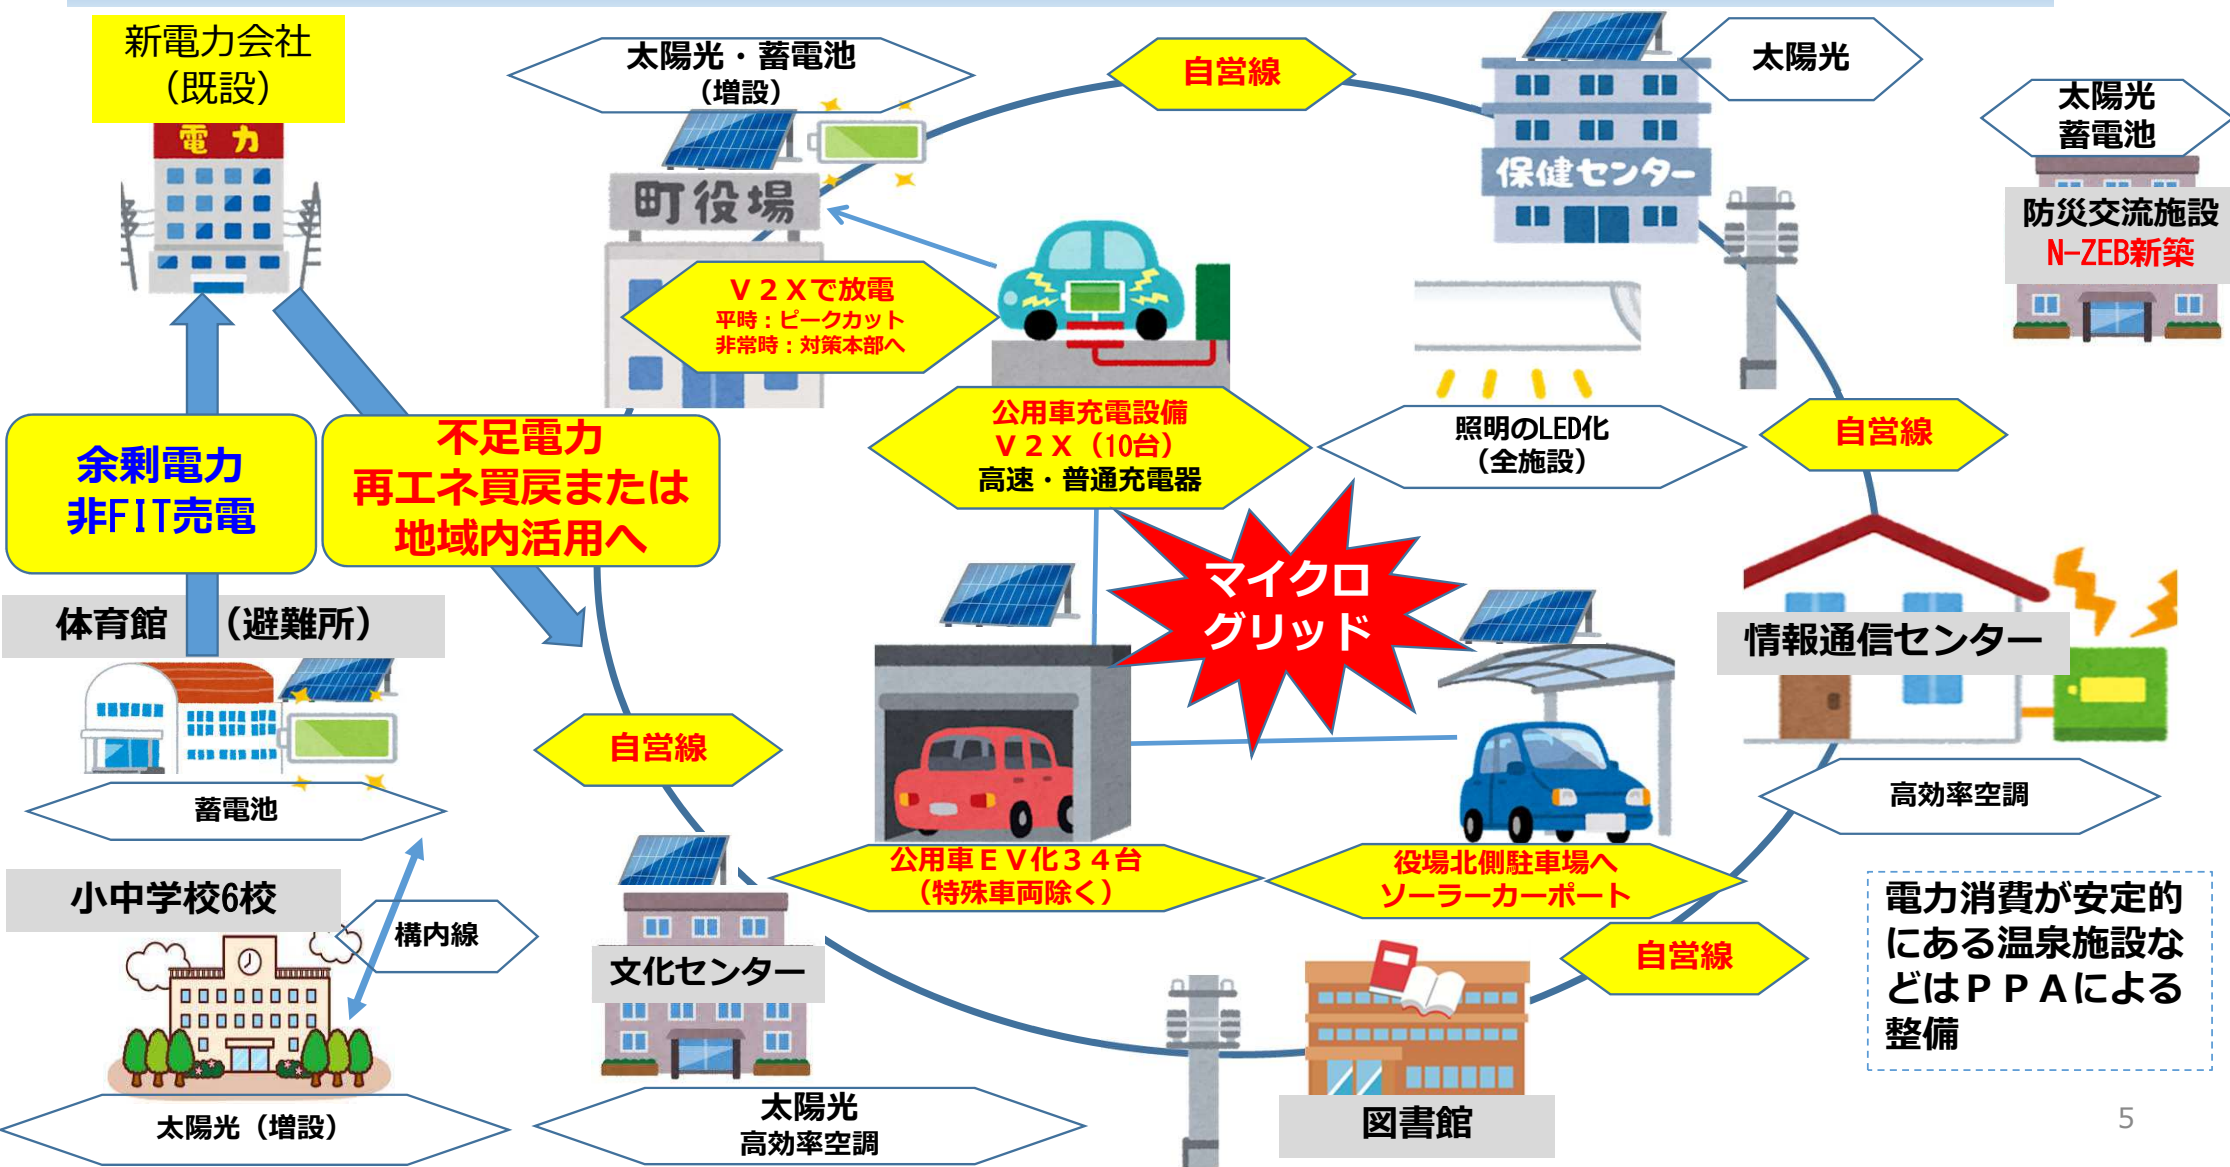 新電力会社
（既設）
電力
太陽光・蓄電池
（増設）
自営線
太陽光
太陽光
蓄電池
町役場
保健センター
防災交流施設
N-ZEB新築
Ｖ２Ｘで放電
平時：ピークカット
非常時：対策本部へ
公用車充電設備
Ｖ２Ｘ（10台）
高速・普通充電器
照明のLED化
（全施設）
自営線
余剰電力
非FIT売電
不足電力
再エネ買戻または
地域内活用へ
マイクロ
グリッド
体育館　（避難所）
情報通信センター
自営線
蓄電池
高効率空調
公用車ＥＶ化３４台
（特殊車両除く）
役場北側駐車場へ
ソーラーカーポート
小中学校6校
構内線
文化センター
自営線
電力消費が安定的
にある温泉施設な
どはＰＰＡによる
整備
太陽光（増設）
太陽光
高効率空調
図書館
5